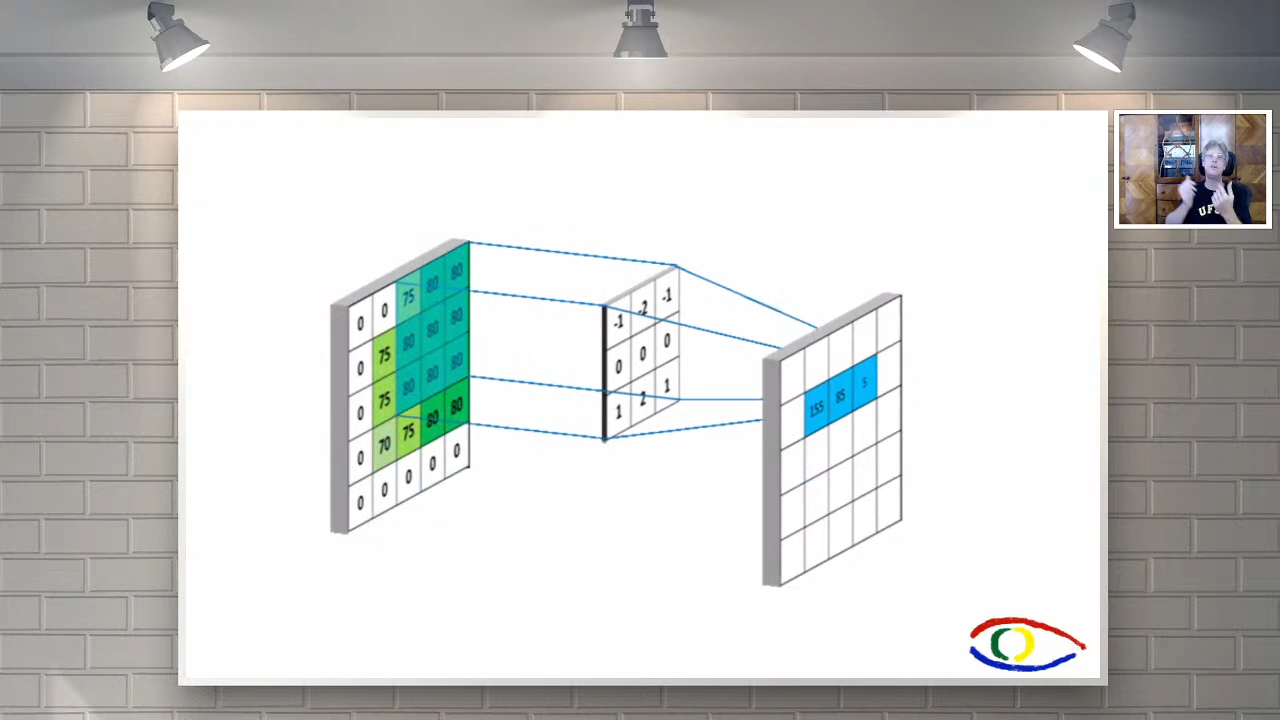 0 0 75 80 80
0 75 80 80 80
0 75 80 80 80
0 70 75 80 80
0 0 0 0 0
-1 -2 -1
0 0 0
1 2 1
155 85 5
UF